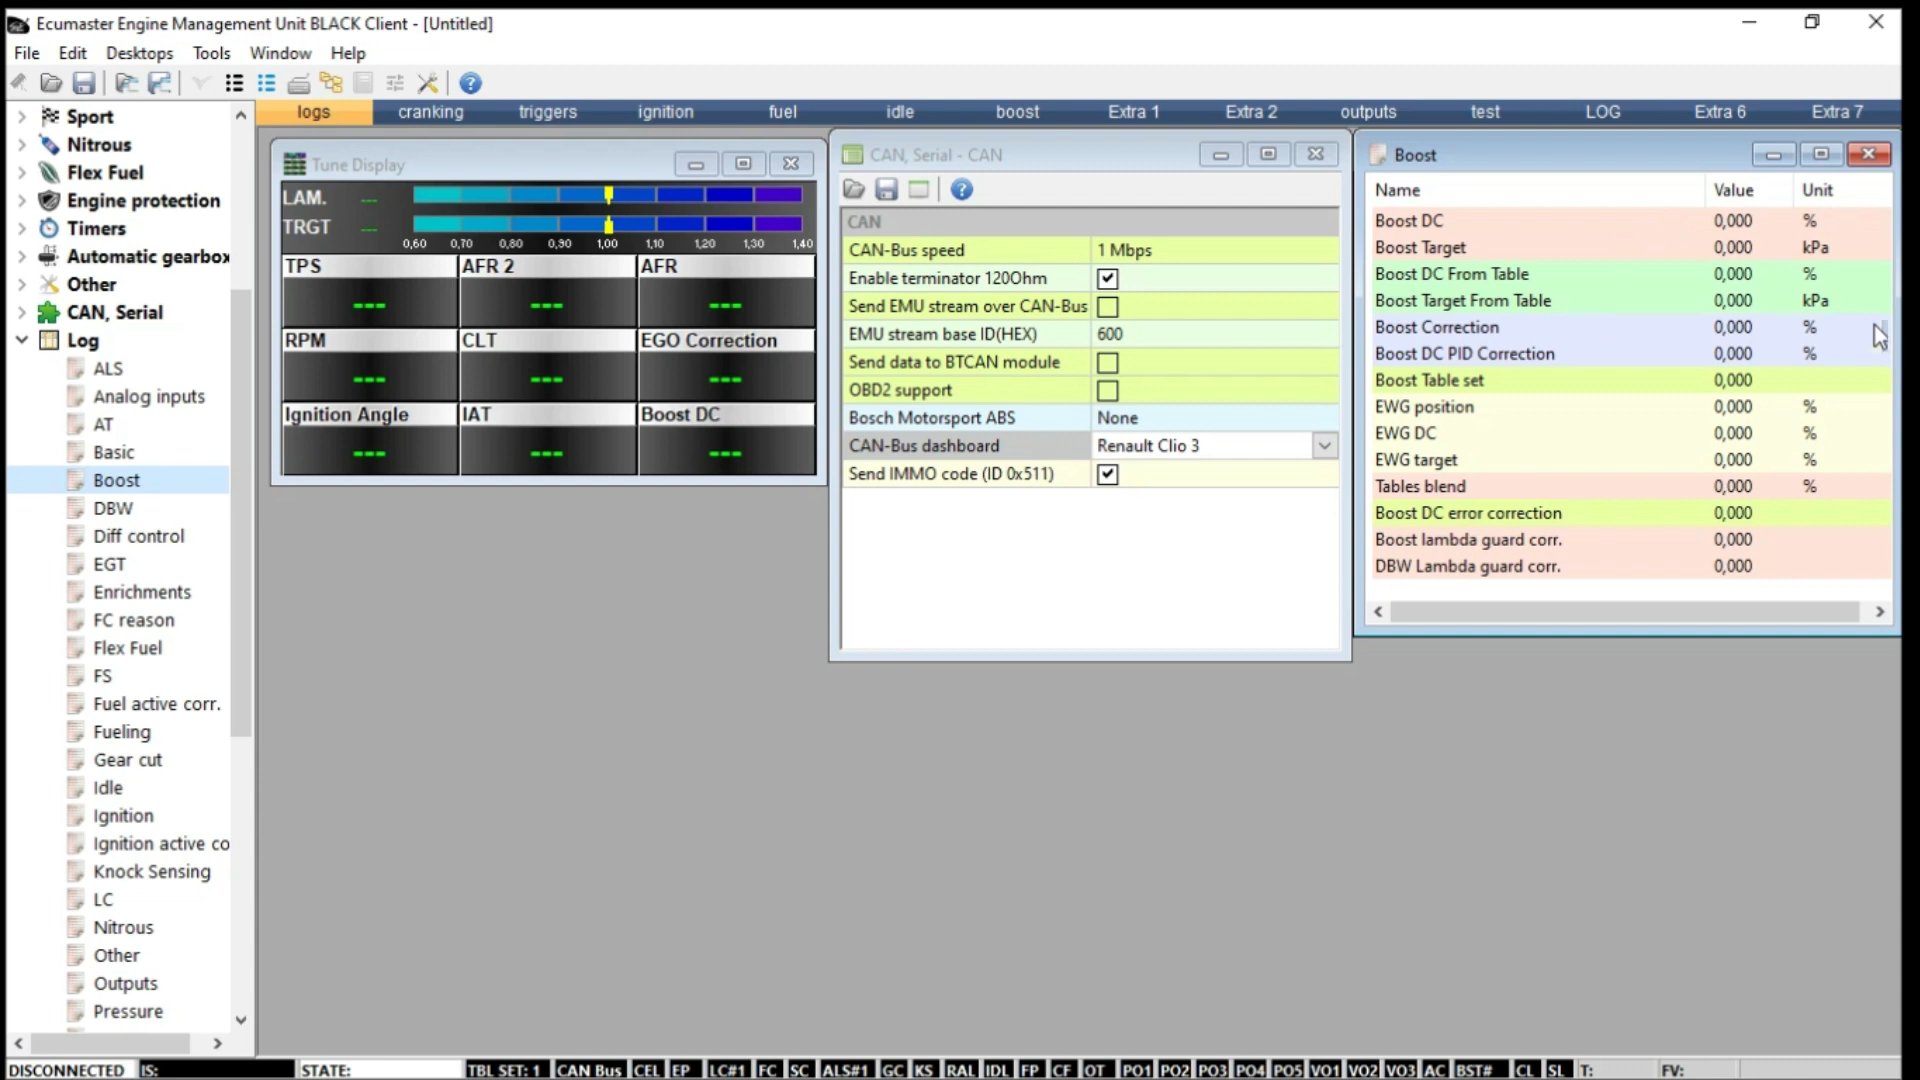 Ecumaster Engine Management Unit BLACK Client - [Untitled]
File Edit Desktops Tools Window Help
logs cranking triggers ignition fuel idle boost Extra 1 Extra 2 outputs test LOG Extra 6 Extra 7
Sport
Nitrous
Flex Fuel
Engine protection
Timers
Automatic gearbox
Other
CAN, Serial
Log
ALS
Analog inputs
AT
Basic
Boost
DBW
Diff control
EGT
Enrichments
FC reason
Flex Fuel
FS
Fuel active corr.
Fueling
Gear cut
Idle
Ignition
Ignition active co
Knock Sensing
LC
Nitrous
Other
Outputs
Pressure
Tune Display
LAM. ---
TRGT ---
0,60 0,70 0,80 0,90 1,00 1,10 1,20 1,30 1,40
TPS AFR 2 AFR
--- --- ---
RPM CLT EGO Correction
--- --- ---
Ignition Angle IAT Boost DC
--- --- ---
CAN, Serial - CAN
CAN
CAN-Bus speed 1 Mbps
Enable terminator 120Ohm
Send EMU stream over CAN-Bus
EMU stream base ID(HEX) 600
Send data to BTCAN module
OBD2 support
Bosch Motorsport ABS None
CAN-Bus dashboard Renault Clio 3
Send IMMO code (ID 0x511)
Boost
Name Value Unit
Boost DC 0,000 %
Boost Target 0,000 kPa
Boost DC From Table 0,000 %
Boost Target From Table 0,000 kPa
Boost Correction 0,000 %
Boost DC PID Correction 0,000 %
Boost Table set 0,000
EWG position 0,000 %
EWG DC 0,000 %
EWG target 0,000 %
Tables blend 0,000 %
Boost DC error correction 0,000
Boost lambda guard corr. 0,000
DBW Lambda guard corr. 0,000
DISCONNECTED IS: STATE: TBL SET: 1 CAN Bus CEL EP LC#1 FC SC ALS#1 GC KS RAL IDL FP CF OT PO1 PO2 PO3 PO4 PO5 VO1 VO2 VO3 AC BST# CL SL T: FV: